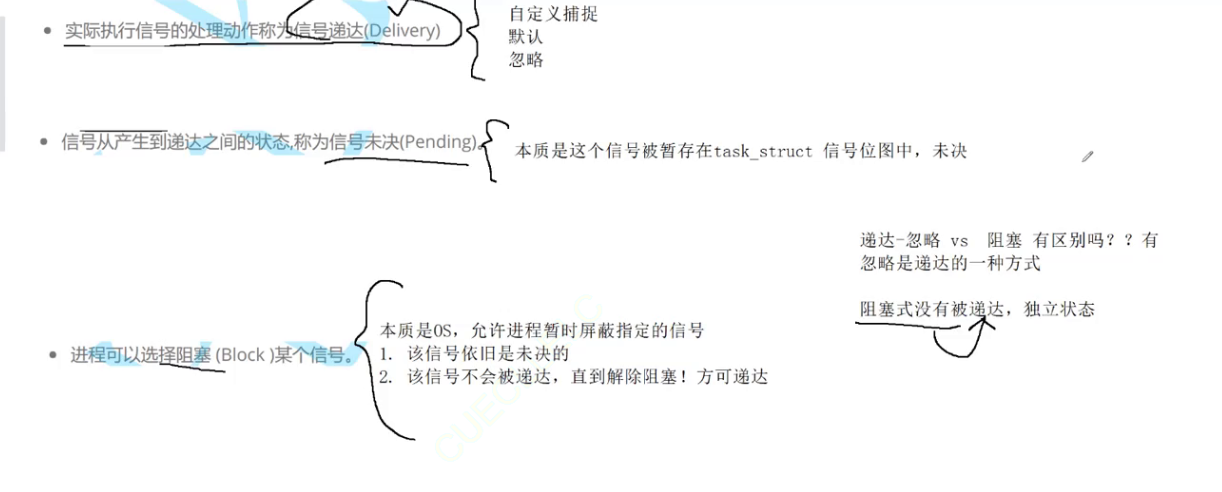 自定义捕捉
• 实际执行信号的处理动作称为信号递达(Delivery)
默认
忽略
• 信号从产生到递达之间的状态,称为信号未决(Pending)。
本质是这个信号被暂存在task_struct 信号位图中，未决
递达-忽略 vs 阻塞 有区别吗？？有
忽略是递达的一种方式
阻塞式没有被递达，独立状态
本质是OS，允许进程暂时屏蔽指定的信号
• 进程可以选择阻塞 (Block )某个信号。
1. 该信号依旧是未决的
2. 该信号不会被递达，直到解除阻塞！方可递达